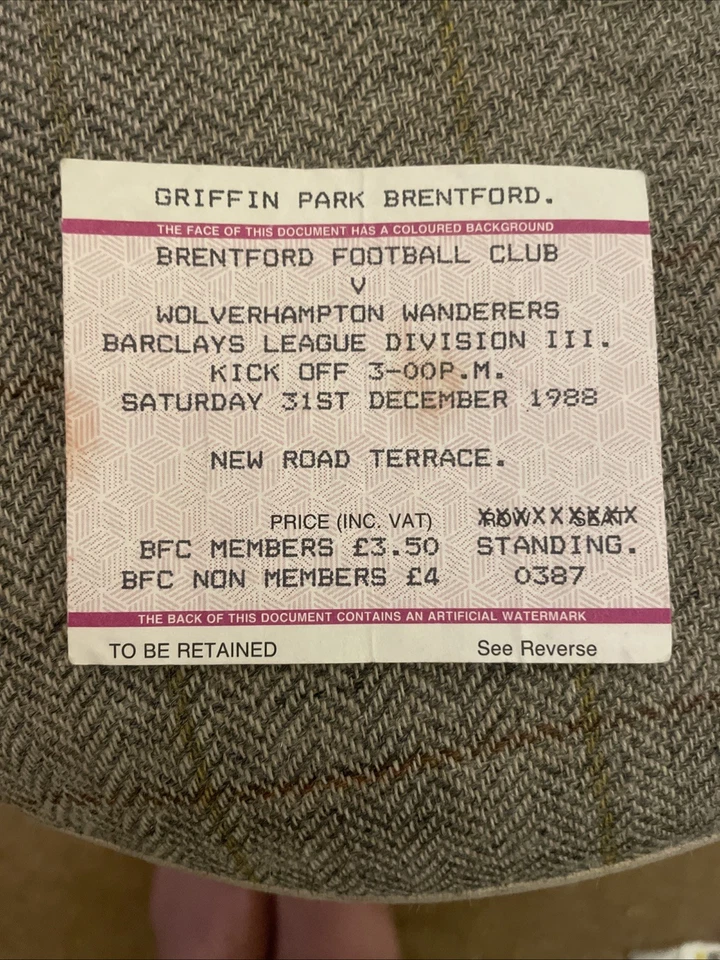 GRIFFIN PARK BRENTFORD.
THE FACE OF THIS DOCUMENT HAS A COLOURED BACKGROUND
BRENTFORD FOOTBALL CLUB
V
WOLVERHAMPTON WANDERERS
BARCLAYS LEAGUE DIVISION III.
KICK OFF 3-00P.M.
SATURDAY 31ST DECEMBER 1988
NEW ROAD TERRACE.
PRICE (INC. VAT) ROW SEAT
BFC MEMBERS £3.50 STANDING.
BFC NON MEMBERS £4 0387
THE BACK OF THIS DOCUMENT CONTAINS AN ARTIFICIAL WATERMARK
TO BE RETAINED See Reverse